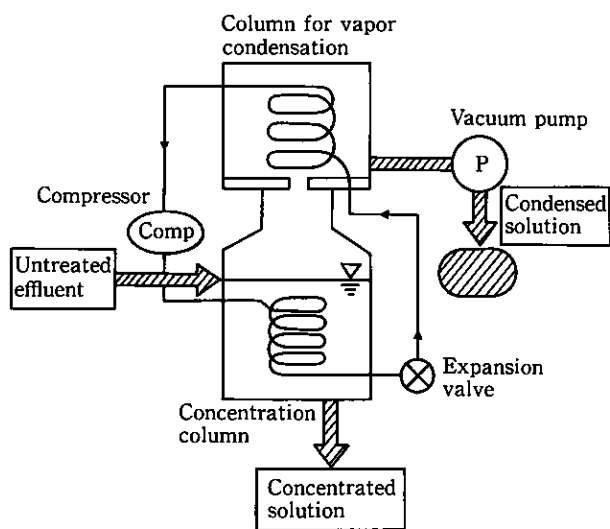 Column for vapor
condensation
Vacuum pump
P
Compressor
Comp
Condensed
solution
Untreated
effluent
Expansion
valve
Concentration
column
Concentrated
solution